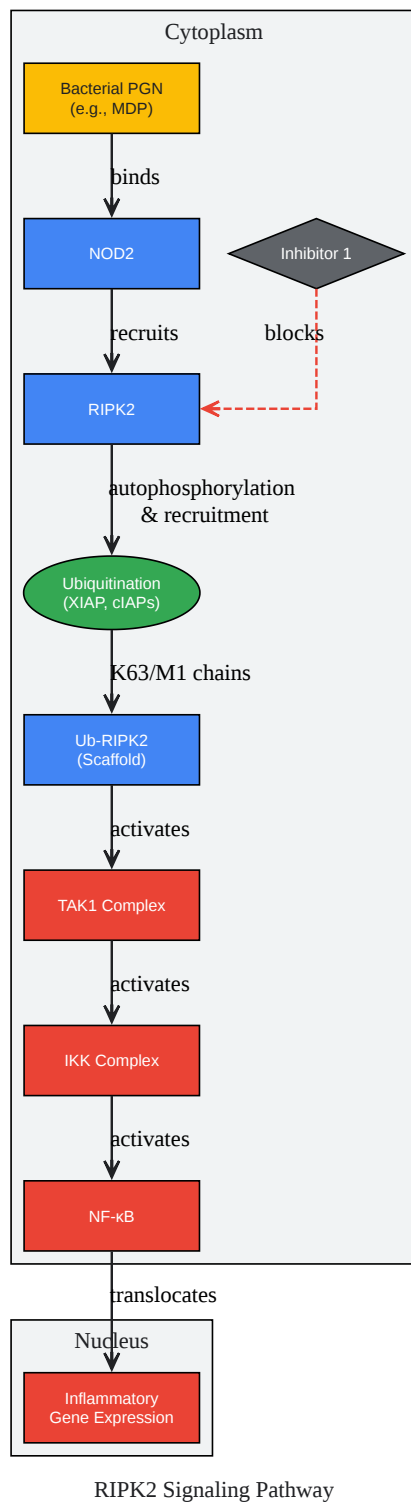 Cytoplasm
Bacterial PGN
(e.g., MDP)
binds
NOD2
Inhibitor 1
recruits
blocks
RIPK2
autophosphorylation
& recruitment
Ubiquitination
(XIAP, cIAPs)
K63/M1 chains
Ub-RIPK2
(Scaffold)
activates
TAK1 Complex
activates
IKK Complex
activates
NF-κB
translocates
Nucleus
Inflammatory
Gene Expression
RIPK2 Signaling Pathway